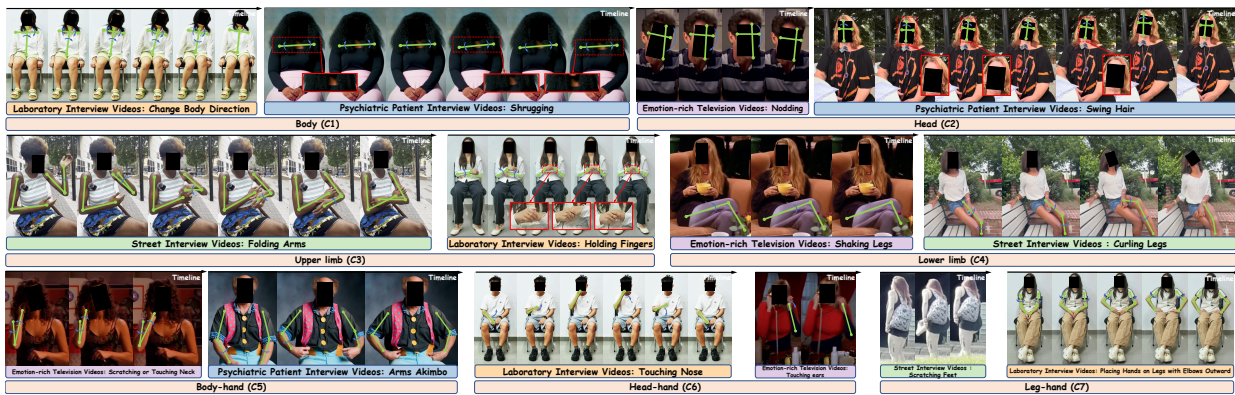 Timeline
Timeline
Timeline
Timeline
Laboratory Interview Videos: Change Body Direction
Psychiatric Patient Interview Videos: Shrugging
Emotion-rich Television Videos: Nodding
Psychiatric Patient Interview Videos: Swing Hair
Body (C1)
Head (C2)
Timeline
Timeline
Timeline
Timeline
Street Interview Videos: Folding Arms
Laboratory Interview Videos: Holding Fingers
Emotion-rich Television Videos: Shaking Legs
Street Interview Videos : Curling Legs
Upper limb (C3)
Lower limb (C4)
Timeline
Timeline
Timeline
Timeline
Timeline
Timeline
Emotion-rich Television Videos: Scratching or Touching Neck
Psychiatric Patient Interview Videos: Arms Akimbo
Laboratory Interview Videos: Touching Nose
Emotion-rich Television Videos:
Touching ears
Street Interview Videos :
Scratching Feet
Laboratory Interview Videos: Placing Hands on Legs with Elbows Outward
Body-hand (C5)
Head-hand (C6)
Leg-hand (C7)